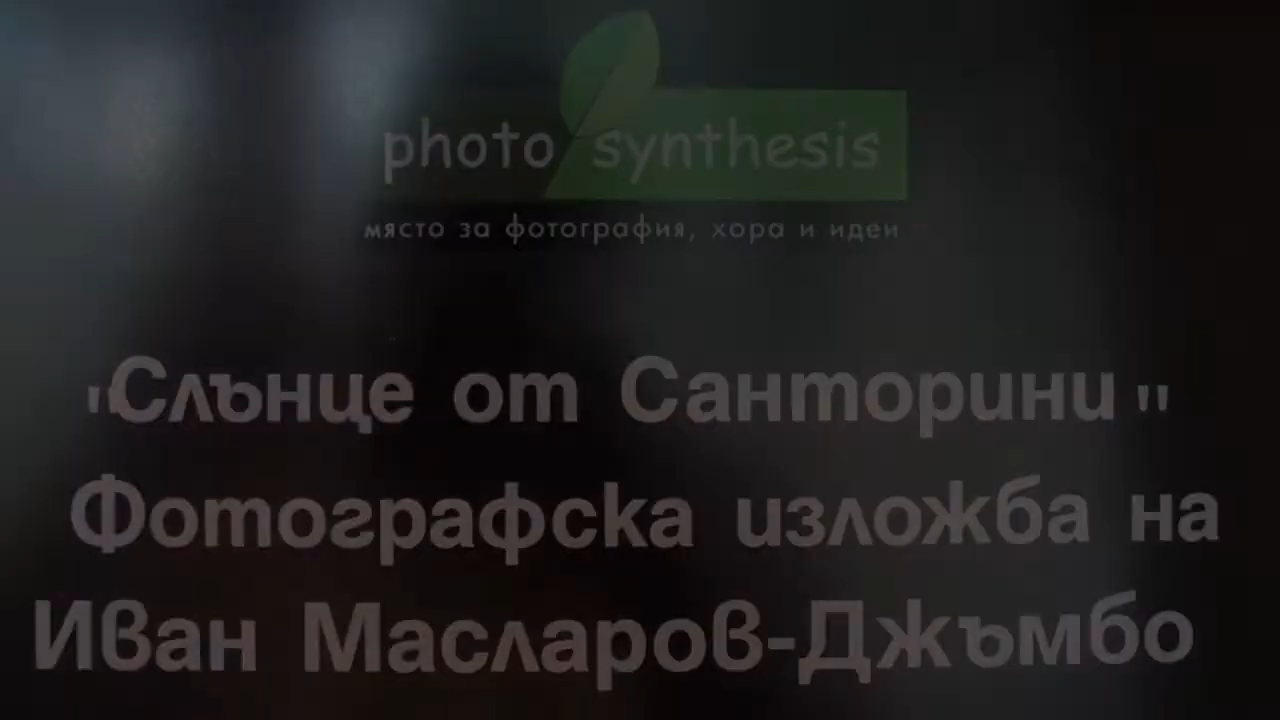 photo synthesis
място за фотография, хора и идеи
"Слънце от Санторини"
Фотографска изложба на
Иван Масларов-Джъмбо